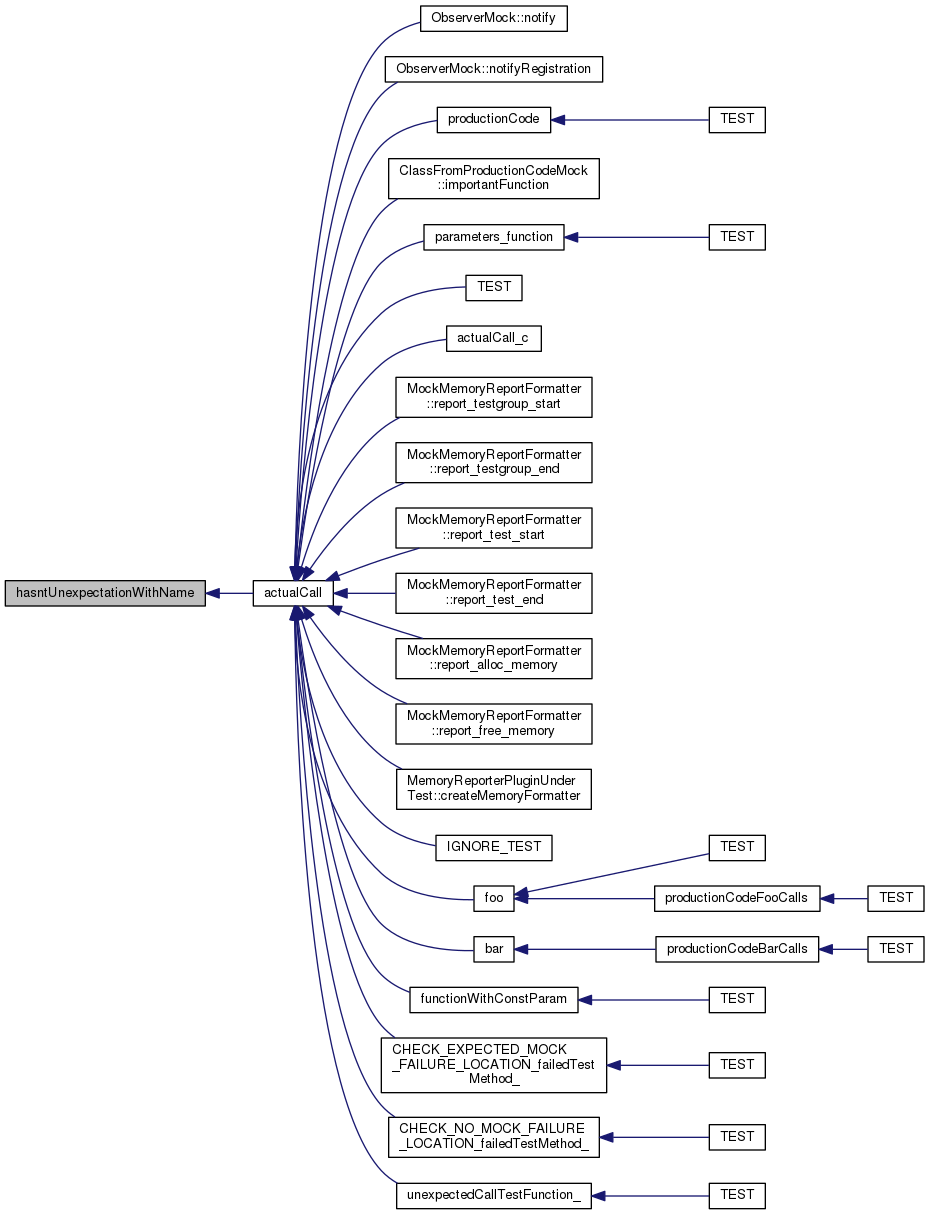 ObserverMock::notify
ObserverMock::notifyRegistration
productionCode
TEST
ClassFromProductionCodeMock
::importantFunction
parameters_function
TEST
TEST
actualCall_c
MockMemoryReportFormatter
::report_testgroup_start
MockMemoryReportFormatter
::report_testgroup_end
MockMemoryReportFormatter
::report_test_start
hasntUnexpectationWithName
actualCall
MockMemoryReportFormatter
::report_test_end
MockMemoryReportFormatter
::report_alloc_memory
MockMemoryReportFormatter
::report_free_memory
MemoryReporterPluginUnder
Test::createMemoryFormatter
IGNORE_TEST
TEST
foo
productionCodeFooCalls
TEST
bar
productionCodeBarCalls
TEST
functionWithConstParam
TEST
CHECK_EXPECTED_MOCK
_FAILURE_LOCATION_failedTest
Method_
TEST
CHECK_NO_MOCK_FAILURE
_LOCATION_failedTestMethod_
TEST
unexpectedCallTestFunction_
TEST